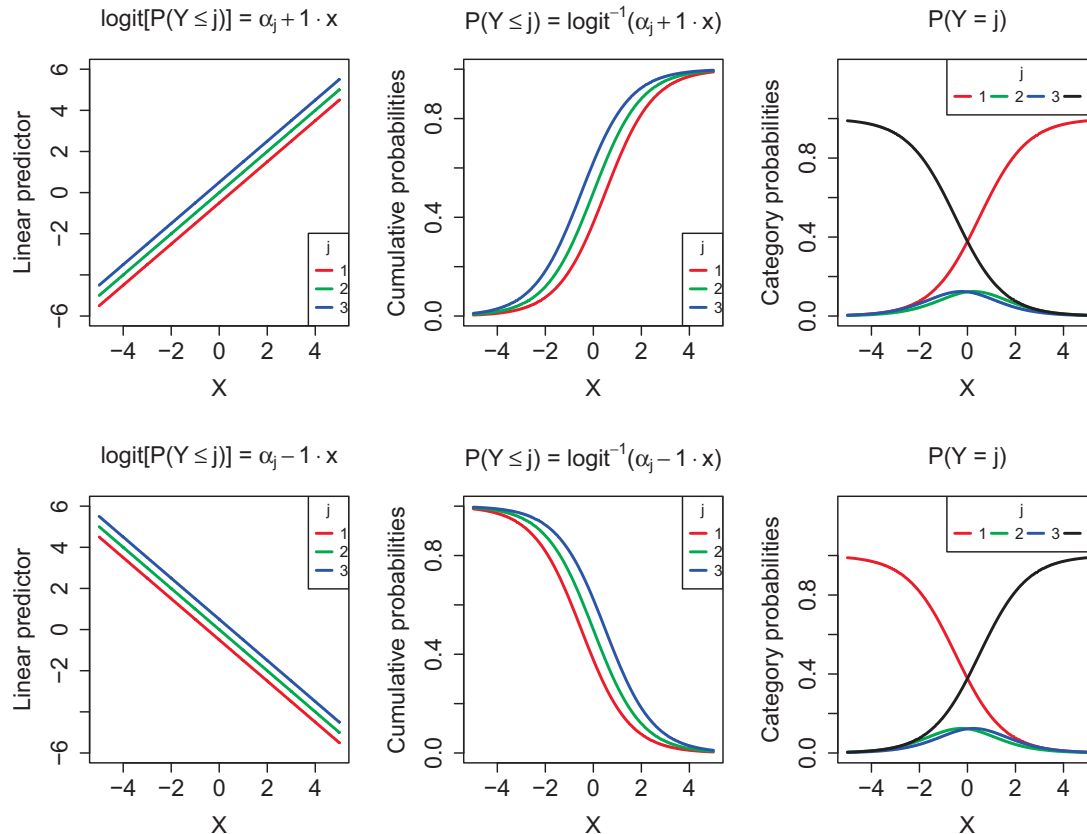 logit[P(Y ≤ j)] = αj + 1 · x
Linear predictor
6
4
2
0
−2
−6
−4 −2 0 2 4
X
j
1
2
3
P(Y ≤ j) = logit⁻¹(αj + 1 · x)
Cumulative probabilities
0.8
0.4
0.0
−4 −2 0 2 4
X
j
1
2
3
P(Y = j)
Category probabilities
0.8
0.4
0.0
−4 −2 0 2 4
X
j
1 2 3
logit[P(Y ≤ j)] = αj − 1 · x
Linear predictor
6
4
2
0
−2
−6
−4 −2 0 2 4
X
j
1
2
3
P(Y ≤ j) = logit⁻¹(αj − 1 · x)
Cumulative probabilities
0.8
0.4
0.0
−4 −2 0 2 4
X
j
1
2
3
P(Y = j)
Category probabilities
0.8
0.4
0.0
−4 −2 0 2 4
X
j
1 2 3